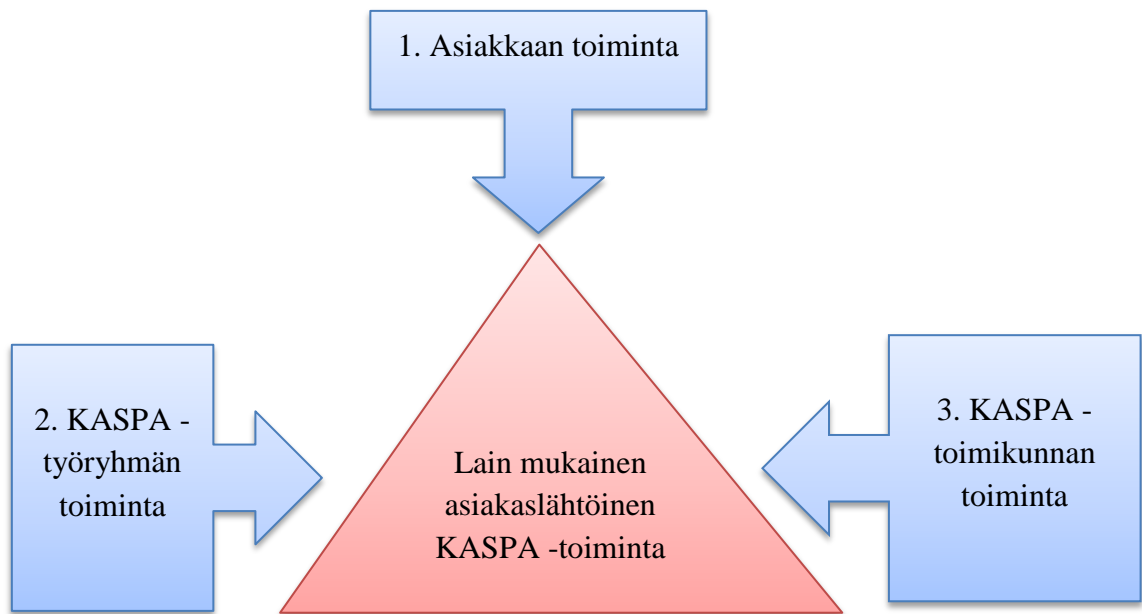 1. Asiakkaan toiminta
2. KASPA -
työryhmän
toiminta
Lain mukainen
asiakaslähtöinen
KASPA -toiminta
3. KASPA -
toimikunnan
toiminta